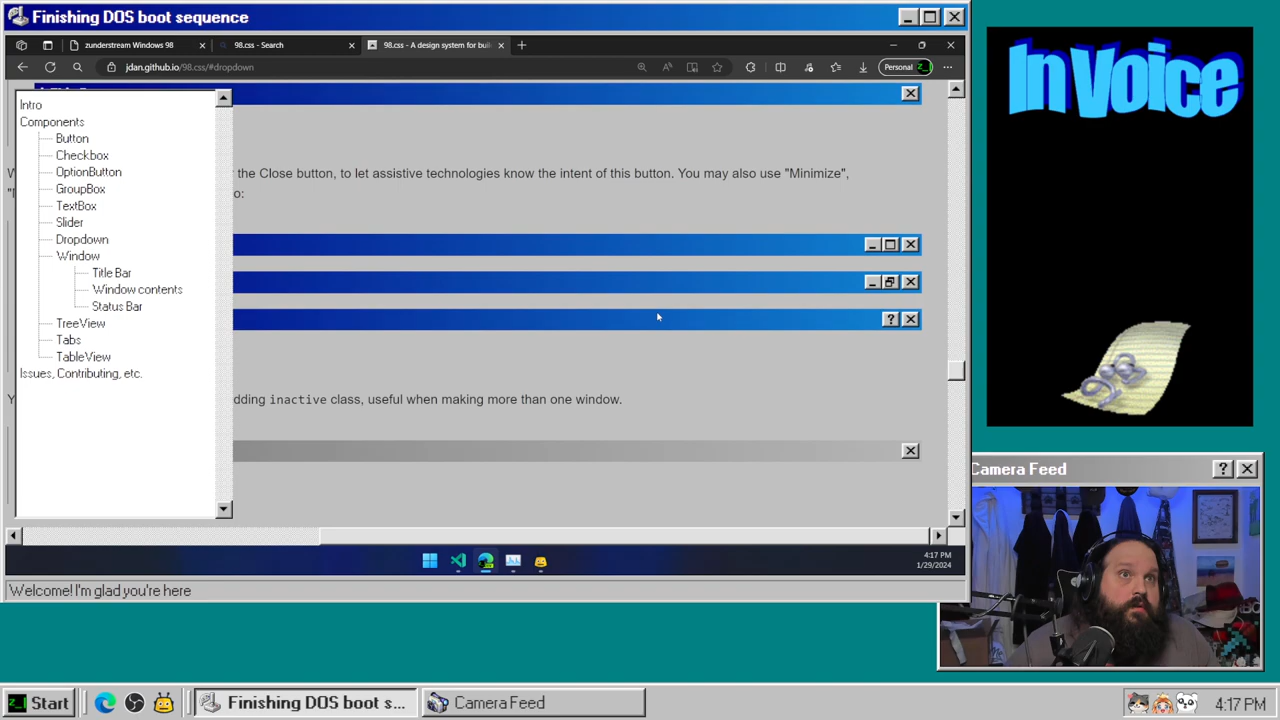 Finishing DOS boot sequence
In Voice
zunderstream Windows 98
98.css - Search
98.css - A design system for buil
jdan.github.io/98.css/#dropdown
Personal
Intro
Components
Button
Checkbox
OptionButton
GroupBox
TextBox
Slider
Dropdown
Window
Title Bar
Window contents
Status Bar
TreeView
Tabs
TableView
Issues, Contributing, etc.
the Close button, to let assistive technologies know the intent of this button. You may also use "Minimize",
o:
dding inactive class, useful when making more than one window.
4:17 PM
1/29/2024
Welcome! I'm glad you're here
Camera Feed
Start
Finishing DOS boot s...
Camera Feed
4:17 PM